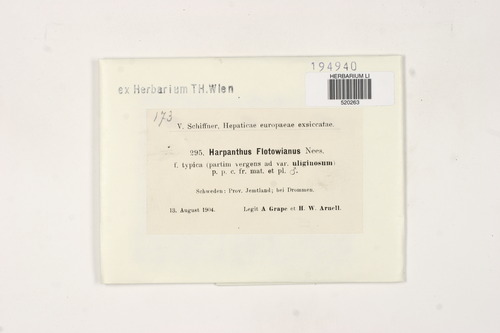 194940
HERBARIUM LI
520263
ex Herbarium TH.Wien
173
V. Schiffner, Hepaticae europaeae exsiccatae.
295. Harpanthus Flotowianus Nees.
f. typica (partim vergens ad var. uliginosum)
p. p. c. fr. mat. et pl. ♂.
Schweden: Prov. Jemtland; bei Drommen.
18. August 1904. Legit A Grape et H. W. Arnell.